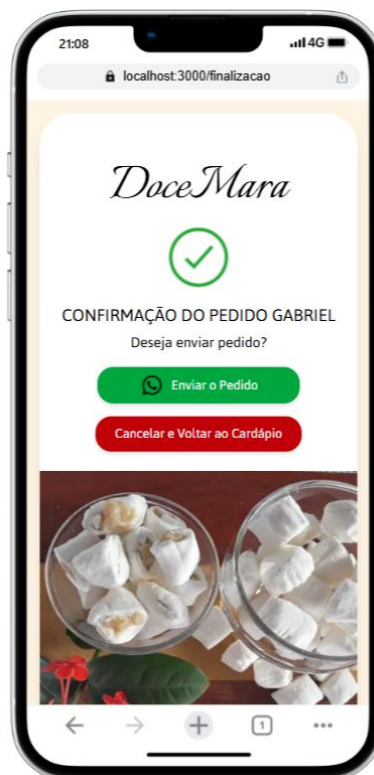 21:08
4G
localhost:3000/finalizacao
DoceMara
CONFIRMAÇÃO DO PEDIDO GABRIEL
Deseja enviar pedido?
Enviar o Pedido
Cancelar e Voltar ao Cardápio
1